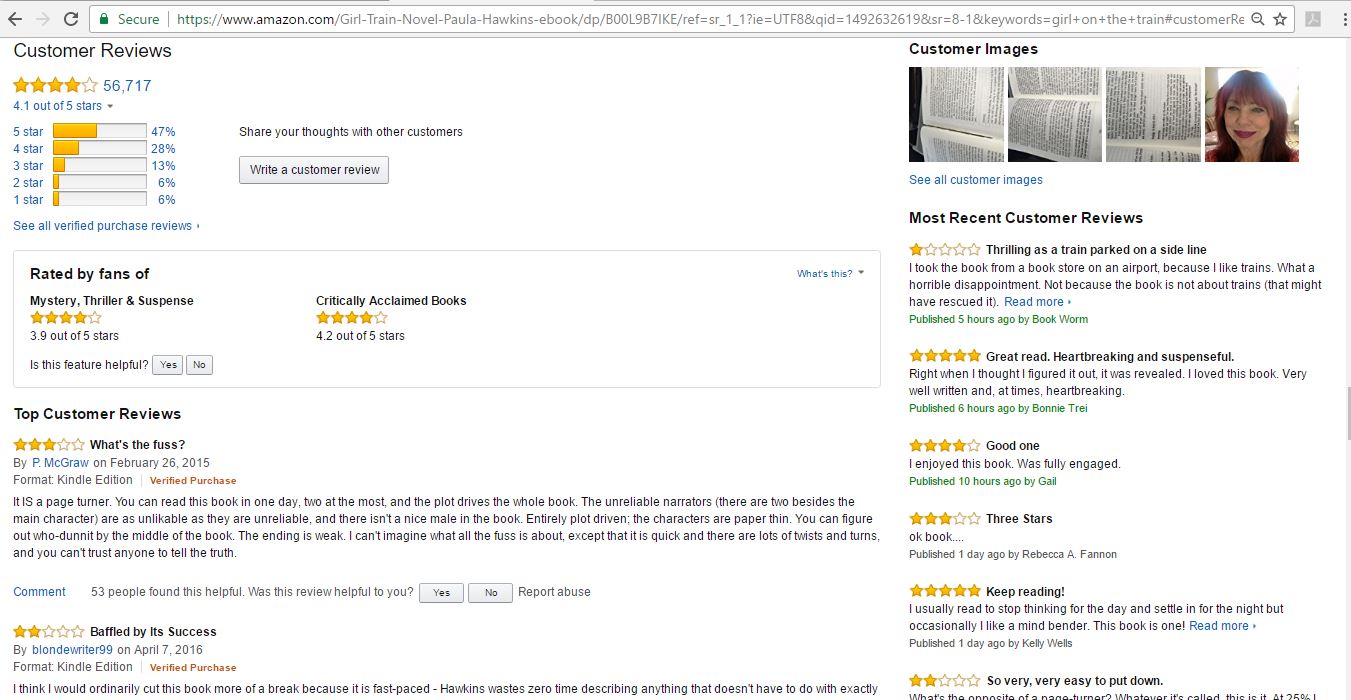 Secure https://www.amazon.com/Girl-Train-Novel-Paula-Hawkins-ebook/dp/B00L9B7IKE/ref=sr_1_1?ie=UTF8&qid=1492632619&sr=8-1&keywords=girl+on+the+train#customerRe
Customer Reviews
56,717
4.1 out of 5 stars
5 star 47%
4 star 28%
3 star 13%
2 star 6%
1 star 6%
See all verified purchase reviews ›
Share your thoughts with other customers
Write a customer review
Rated by fans of
What's this?
Mystery, Thriller & Suspense
3.9 out of 5 stars
Critically Acclaimed Books
4.2 out of 5 stars
Is this feature helpful? Yes No
Top Customer Reviews
What's the fuss?
By P. McGraw on February 26, 2015
Format: Kindle Edition | Verified Purchase
It IS a page turner. You can read this book in one day, two at the most, and the plot drives the whole book. The unreliable narrators (there are two besides the
main character) are as unlikable as they are unreliable, and there isn't a nice male in the book. Entirely plot driven; the characters are paper thin. You can figure
out who-dunnit by the middle of the book. The ending is weak. I can't imagine what all the fuss is about, except that it is quick and there are lots of twists and turns,
and you can't trust anyone to tell the truth.
Comment 53 people found this helpful. Was this review helpful to you? Yes No Report abuse
Baffled by Its Success
By blondewriter99 on April 7, 2016
Format: Kindle Edition | Verified Purchase
I think I would ordinarily cut this book more of a break because it is fast-paced - Hawkins wastes zero time describing anything that doesn't have to do with exactly
Customer Images
See all customer images
Most Recent Customer Reviews
Thrilling as a train parked on a side line
I took the book from a book store on an airport, because I like trains. What a
horrible disappointment. Not because the book is not about trains (that might
have rescued it). Read more ›
Published 5 hours ago by Book Worm
Great read. Heartbreaking and suspenseful.
Right when I thought I figured it out, it was revealed. I loved this book. Very
well written and, at times, heartbreaking.
Published 6 hours ago by Bonnie Trei
Good one
I enjoyed this book. Was fully engaged.
Published 10 hours ago by Gail
Three Stars
ok book....
Published 1 day ago by Rebecca A. Fannon
Keep reading!
I usually read to stop thinking for the day and settle in for the night but
occasionally I like a mind bender. This book is one! Read more ›
Published 1 day ago by Kelly Wells
So very, very easy to put down.
What's the opposite of a page-turner? Whatever it's called, this is it. At 25% I